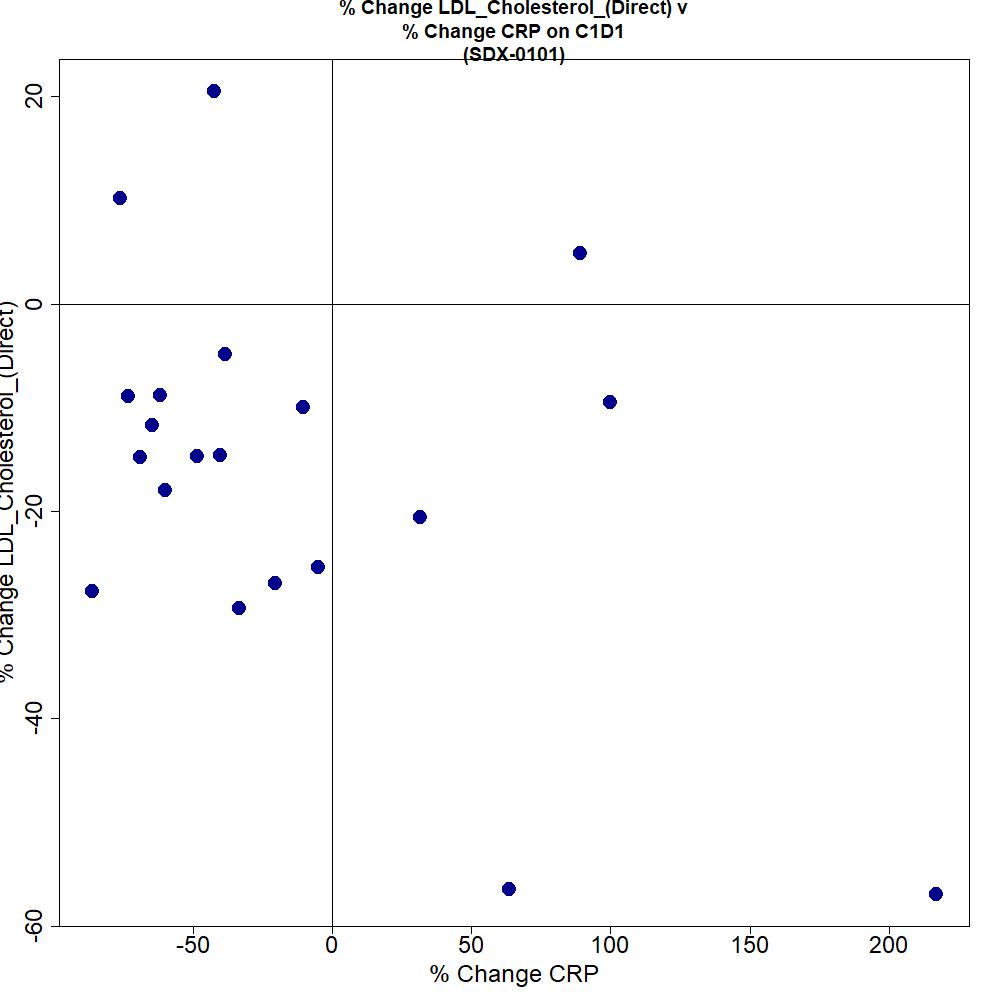 % Change LDL_Cholesterol_(Direct) v
% Change CRP on C1D1
(SDX-0101)
% Change LDL_Cholesterol_(Direct)
20
0
-20
-40
-60
-50
0
50
100
150
200
% Change CRP